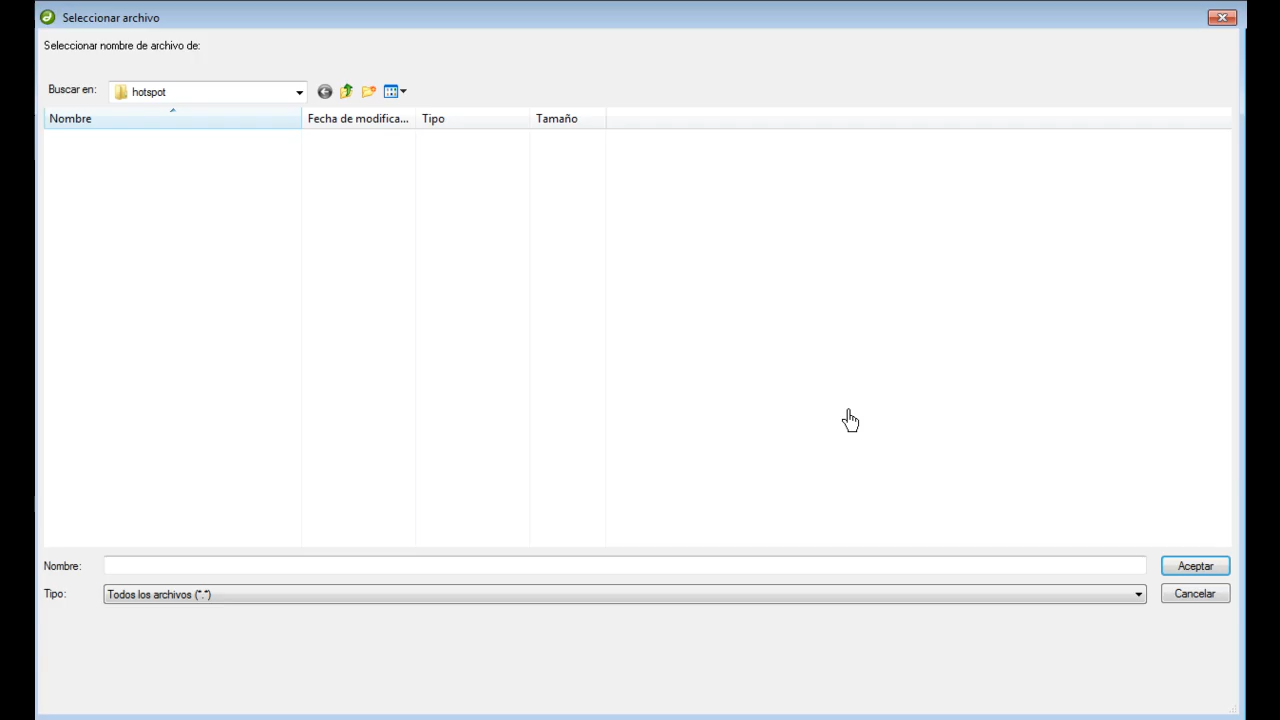 Seleccionar archivo
Seleccionar nombre de archivo de:
Buscar en: hotspot
Nombre Fecha de modifica... Tipo Tamaño
Nombre: Aceptar
Tipo: Todos los archivos (*.*) Cancelar